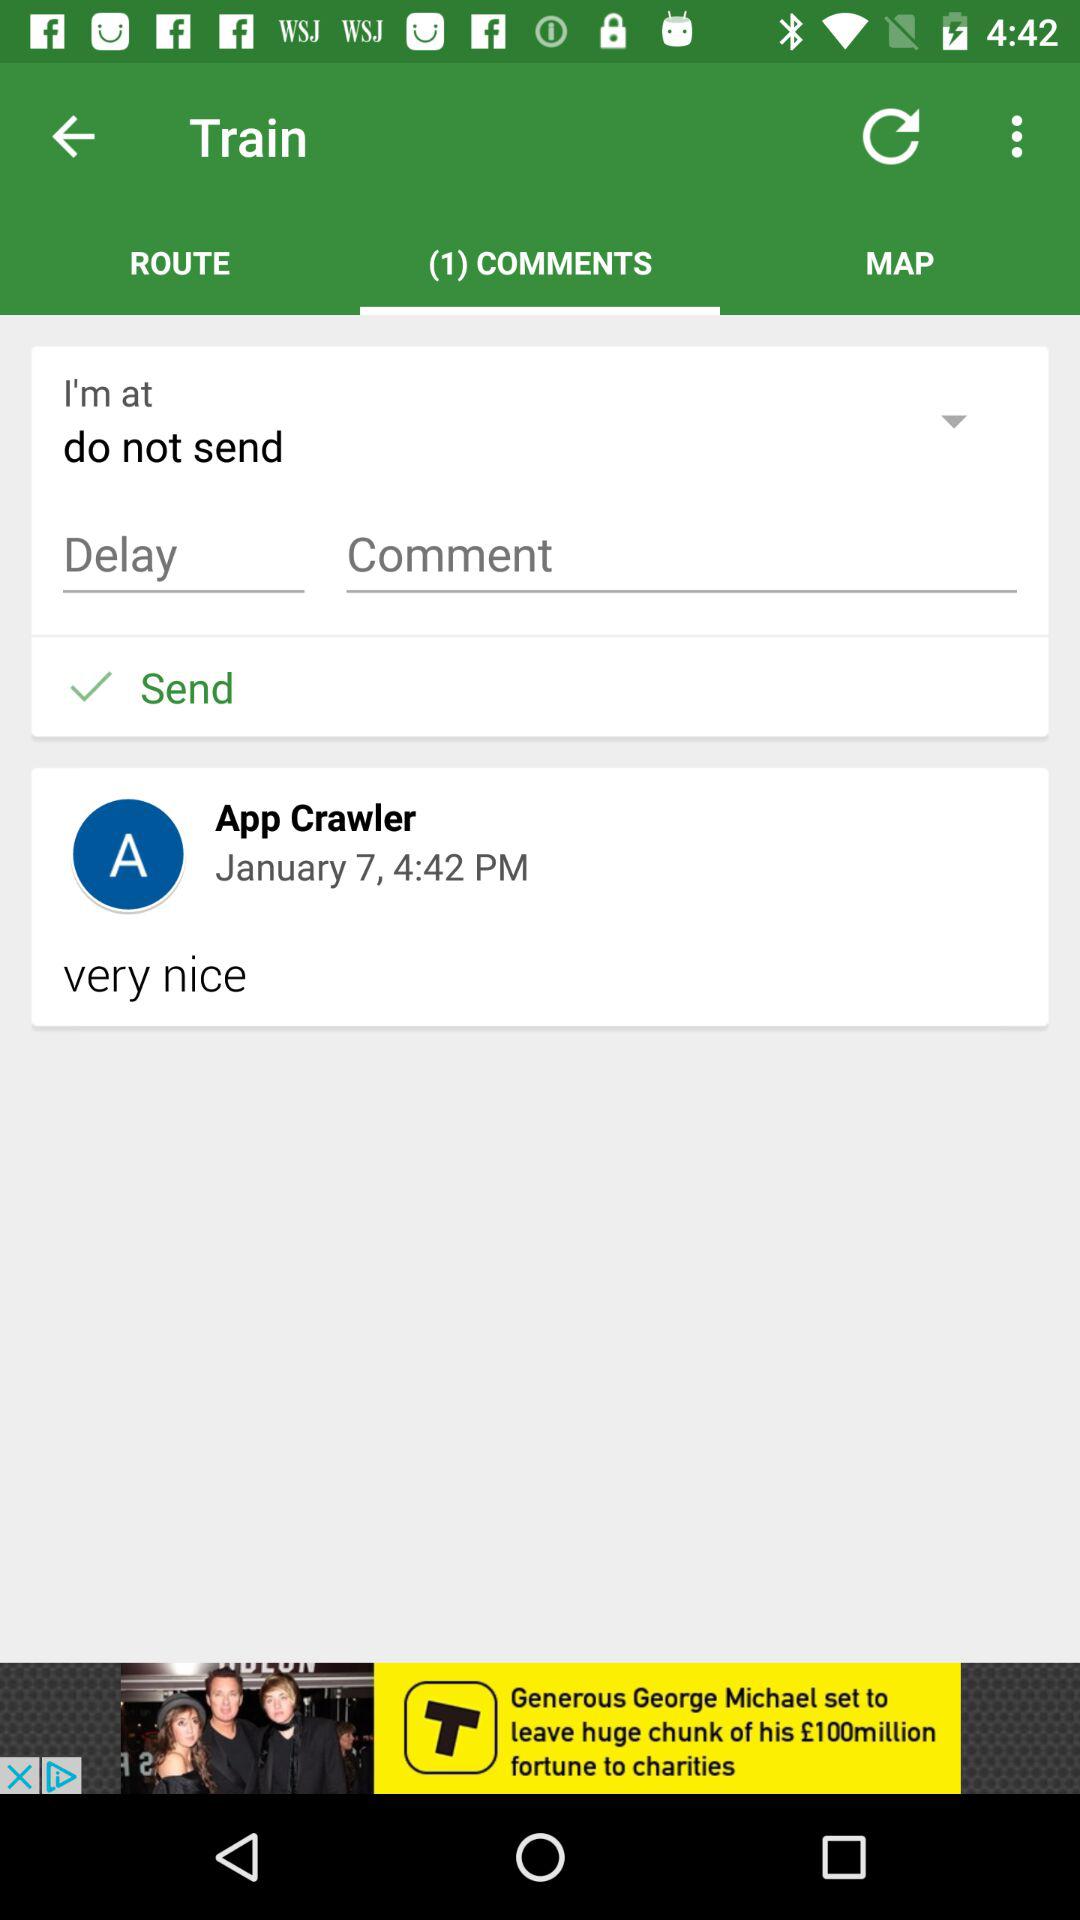 WSJ WSJ 4:42
Train
ROUTE (1) COMMENTS MAP
I'm at
do not send
Delay Comment
Send
A
App Crawler
January 7, 4:42 PM
very nice
T
Generous George Michael set to
leave huge chunk of his £100million
fortune to charities